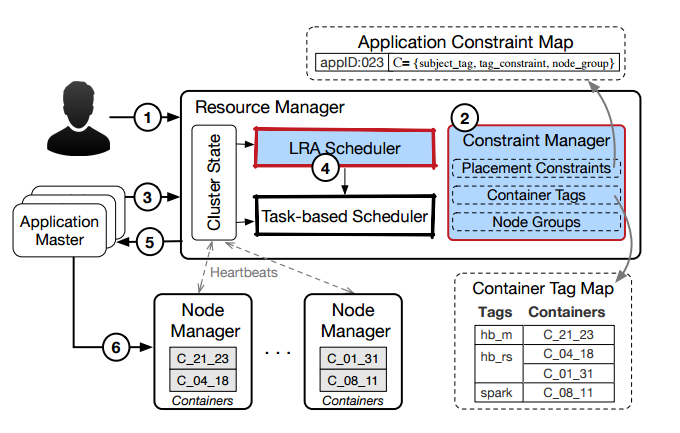 Application Constraint Map
appID:023 C= {subject_tag, tag_constraint, node_group}
1
Resource Manager
2
Cluster State
LRA Scheduler
4
Task-based Scheduler
Constraint Manager
Placement Constraints
Container Tags
Node Groups
3
Application
Master
5
Heartbeats
6
Node
Manager
C_21_23
C_04_18
Containers
. . .
Node
Manager
C_01_31
C_08_11
Containers
Container Tag Map
Tags Containers
hb_m C_21_23
hb_rs C_04_18
C_01_31
spark C_08_11